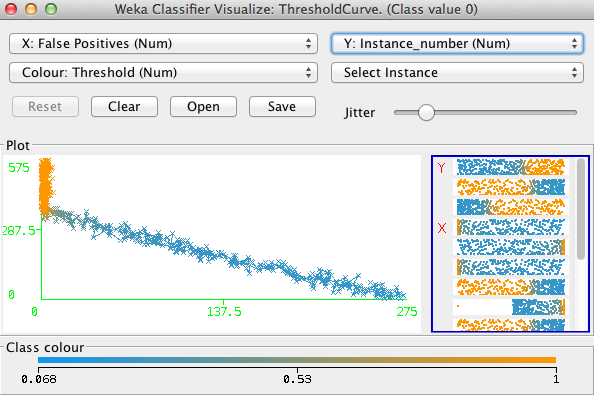 Weka Classifier Visualize: ThresholdCurve. (Class value 0)
X: False Positives (Num) Y: Instance_number (Num)
Colour: Threshold (Num) Select Instance
Reset Clear Open Save Jitter
Plot
575
287.5
0
0 137.5 275
Y
X
Class colour
0.068 0.53 1